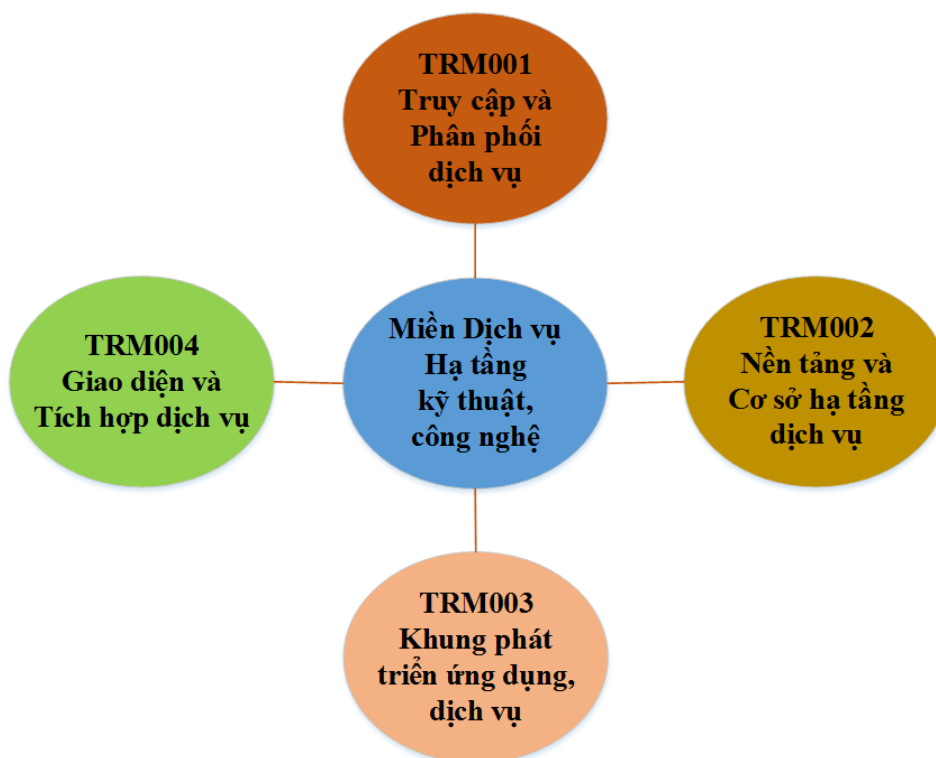 TRM001
Truy cập và
Phân phối
dịch vụ
TRM004
Giao diện và
Tích hợp dịch vụ
Miền Dịch vụ
Hạ tầng
kỹ thuật,
công nghệ
TRM002
Nền tảng và
Cơ sở hạ tầng
dịch vụ
TRM003
Khung phát
triển ứng dụng,
dịch vụ